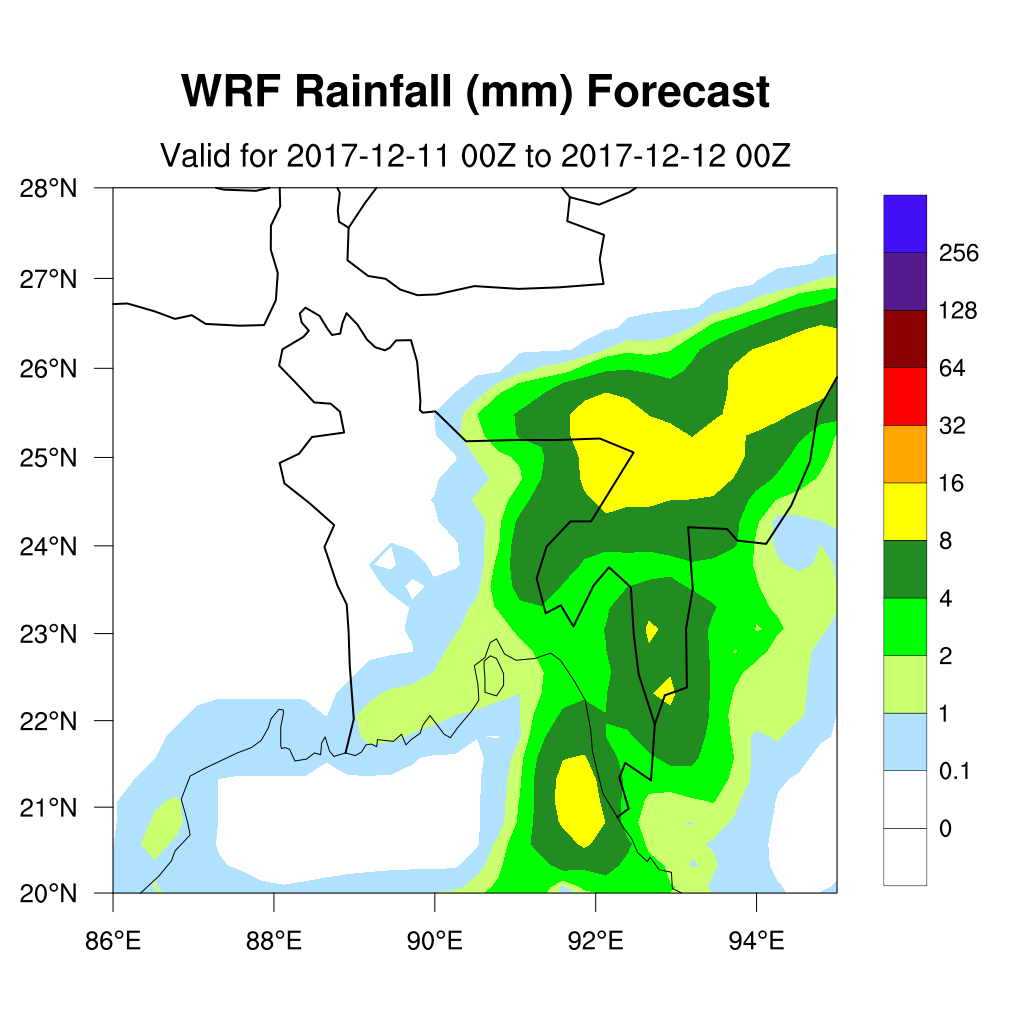 WRF Rainfall (mm) Forecast
Valid for 2017-12-11 00Z to 2017-12-12 00Z
28°N
27°N
26°N
25°N
24°N
23°N
22°N
21°N
20°N
86°E
88°E
90°E
92°E
94°E
256
128
64
32
16
8
4
2
1
0.1
0